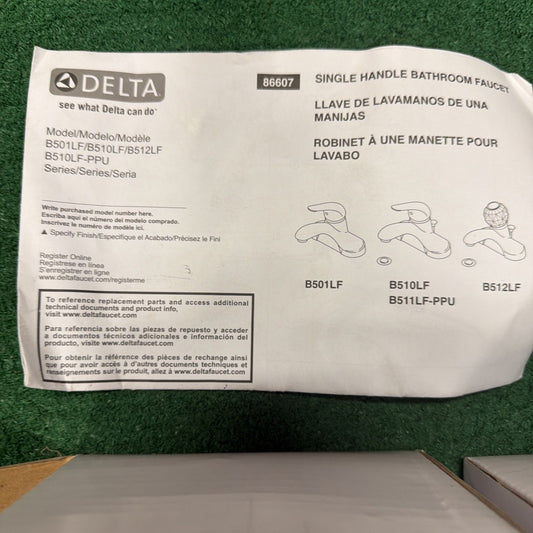 DELTA
see what Delta can do
Model/Modelo/Modèle
B501LF/B510LF/B512LF
B510LF-PPU
Series/Series/Seria
Write purchased model number here.
Escriba aquí el número del modelo comprado.
Inscrivez le numéro de modèle ici.
▲ Specify Finish/Especifíque el Acabado/Précisez le Fini
Register Online
Regístrese en línea
S'enregistrer en ligne
www.deltafaucet.com/registerme
To reference replacement parts and access additional
technical documents and product info,
visit www.deltafaucet.com
Para referencia sobre las piezas de repuesto y acceder
a documentos técnicos adicionales e información del
producto, visite www.deltafaucet.com
Pour obtenir la référence des pièces de rechange ainsi
que pour avoir accès à d'autres documents techniques et
renseignements sur le produit, allez à www.deltafaucet.com
86607
SINGLE HANDLE BATHROOM FAUCET
LLAVE DE LAVAMANOS DE UNA
MANIJAS
ROBINET À UNE MANETTE POUR
LAVABO
B501LF
B510LF
B511LF-PPU
B512LF